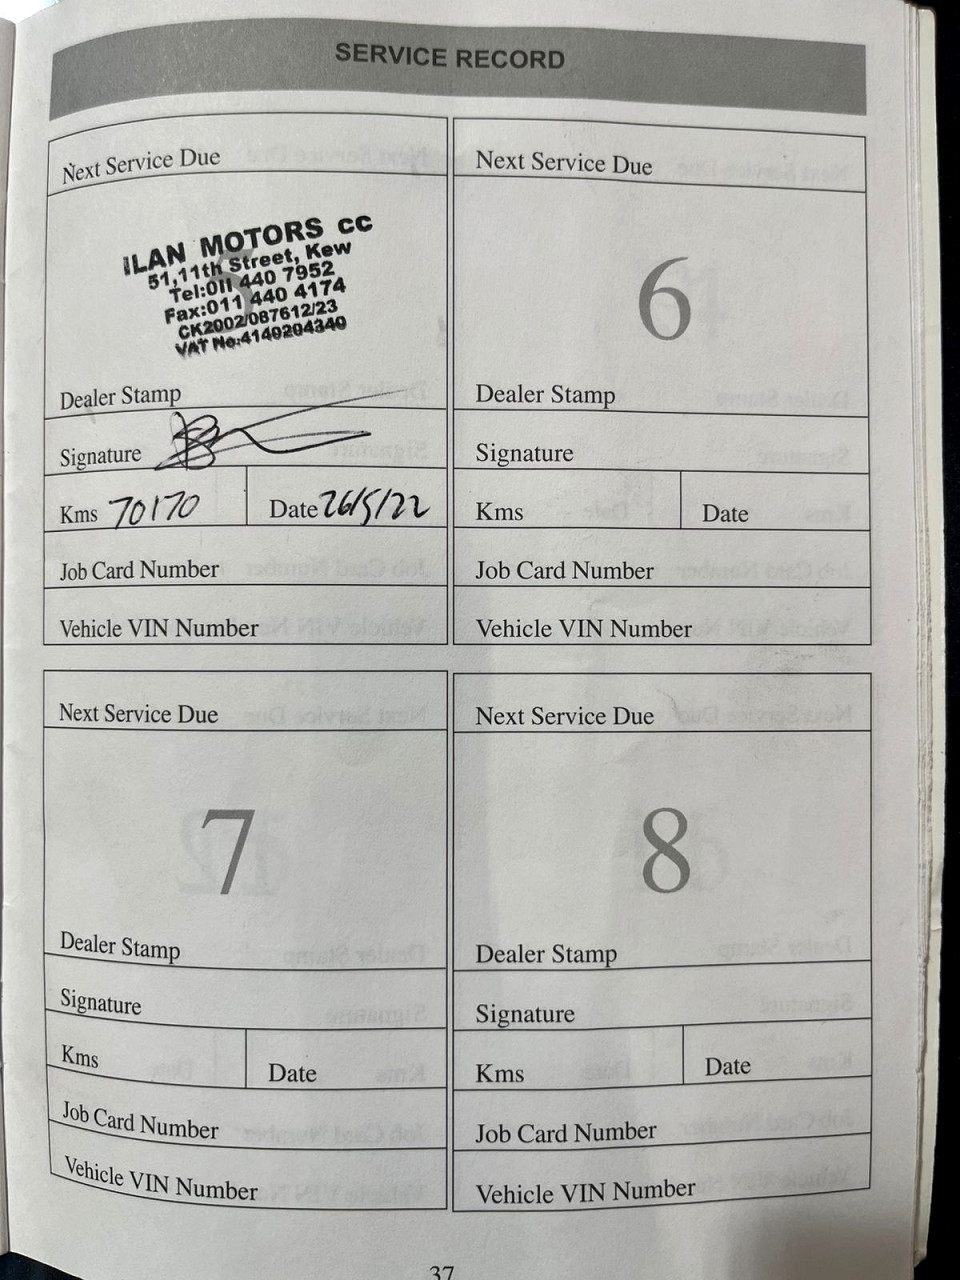 SERVICE RECORD
Next Service Due
ILAN MOTORS CC
51,11th Street, Kew
Tel:011 440 7952
Fax:011 440 4174
CK2002/087612/23
VAT No:4140204340
5
Dealer Stamp
Signature
Kms 70170 Date 26/5/22
Job Card Number
Vehicle VIN Number
Next Service Due
6
Dealer Stamp
Signature
Kms Date
Job Card Number
Vehicle VIN Number
Next Service Due
7
Dealer Stamp
Signature
Kms Date
Job Card Number
Vehicle VIN Number
Next Service Due
8
Dealer Stamp
Signature
Kms Date
Job Card Number
Vehicle VIN Number
37